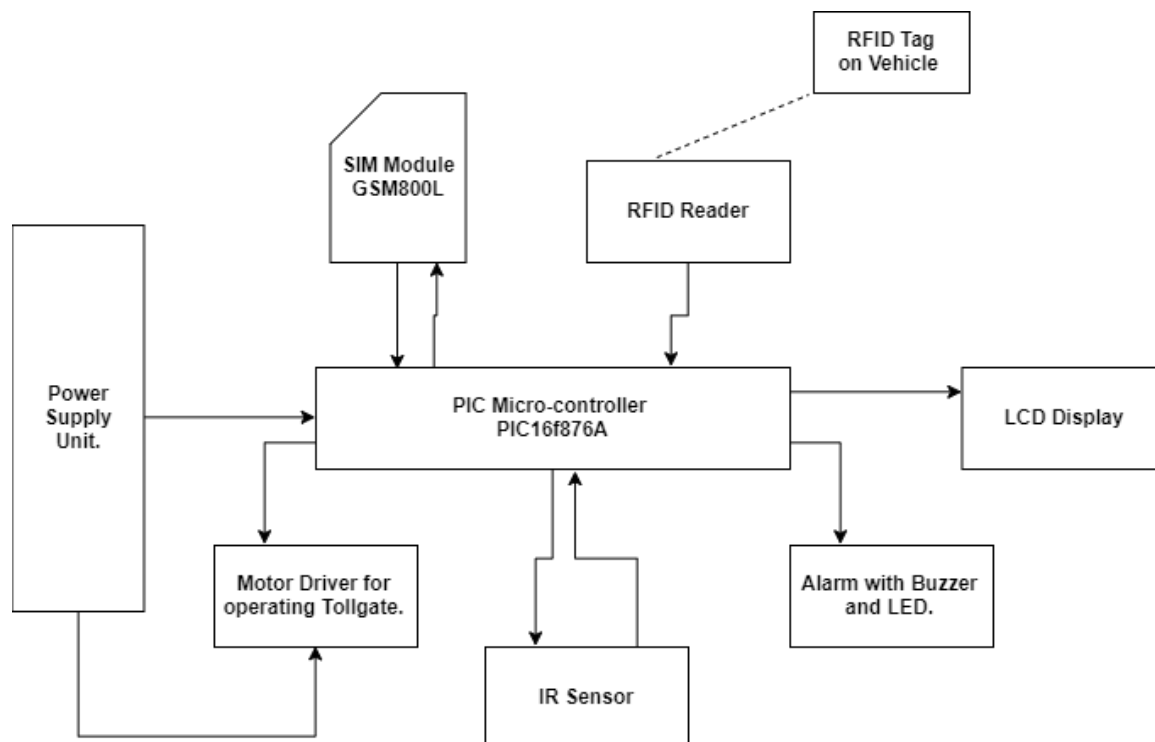 RFID Tag
on Vehicle
SIM Module
GSM800L
RFID Reader
Power
Supply
Unit.
PIC Micro-controller
PIC16f876A
LCD Display
Motor Driver for
operating Tollgate.
Alarm with Buzzer
and LED.
IR Sensor